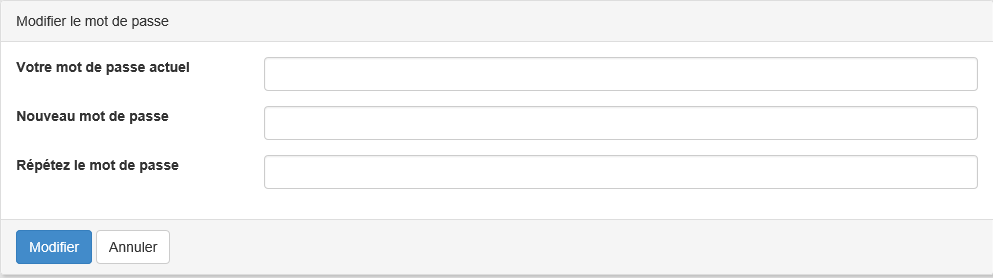 Modifier le mot de passe
Votre mot de passe actuel
Nouveau mot de passe
Répétez le mot de passe
Modifier Annuler